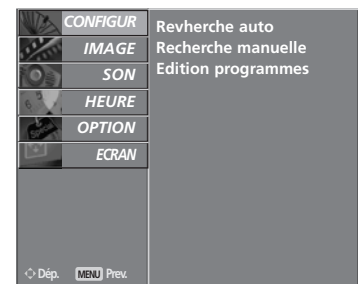 CONFIGUR
IMAGE
SON
HEURE
OPTION
ECRAN
Revherche auto
Recherche manuelle
Edition programmes
Dép. MENU Prev.